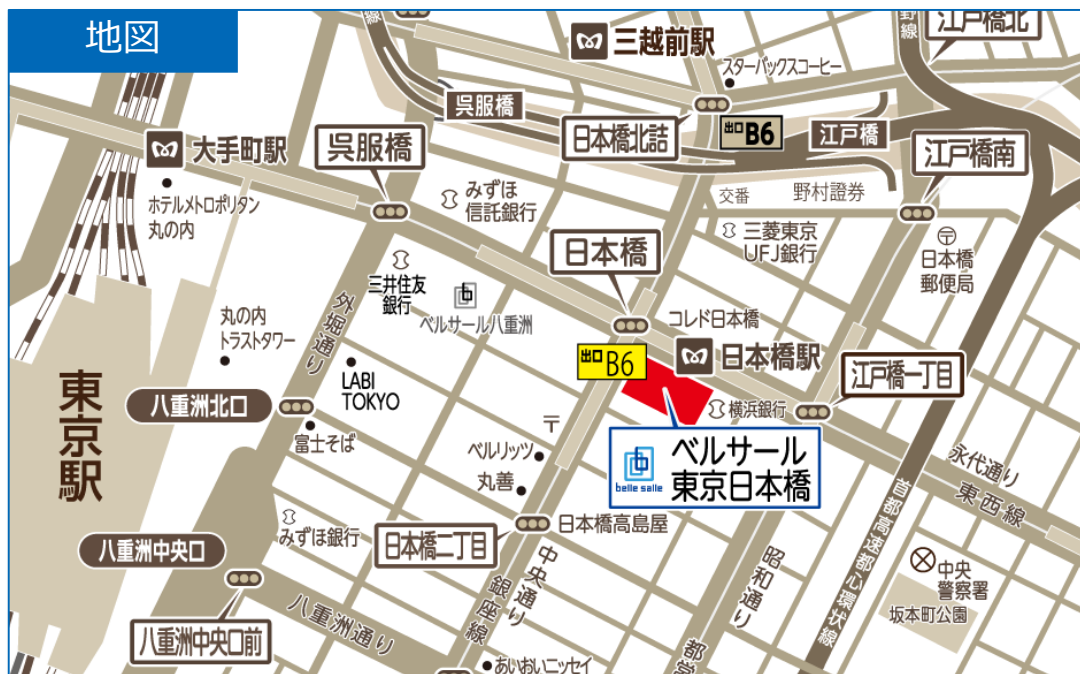 地図
三越前駅
野線
江戸橋北
スターバックスコーヒー
呉服橋
日本橋北詰
出口B6
江戸橋
江戸橋南
大手町駅
呉服橋
ホテルメトロポリタン
丸の内
みずほ
信託銀行
交番
野村證券
三菱東京
UFJ銀行
日本橋
郵便局
日本橋
三井住友
銀行
ベルサール八重洲
外堀通り
コレド日本橋
丸の内
トラストタワー
出口B6
日本橋駅
江戸橋一丁目
東京駅
LABI
TOKYO
八重洲北口
横浜銀行
富士そば
ベルリッツ
丸善
belle salle
ベルサール
東京日本橋
永代通り
東西線
みずほ銀行
日本橋二丁目
日本橋高島屋
八重洲中央口
中央通り
銀座線
昭和通り
首都高速都心環状線
中央
警察署
坂本町公園
八重洲中央口前
八重洲通り
あいおいニッセイ
都営